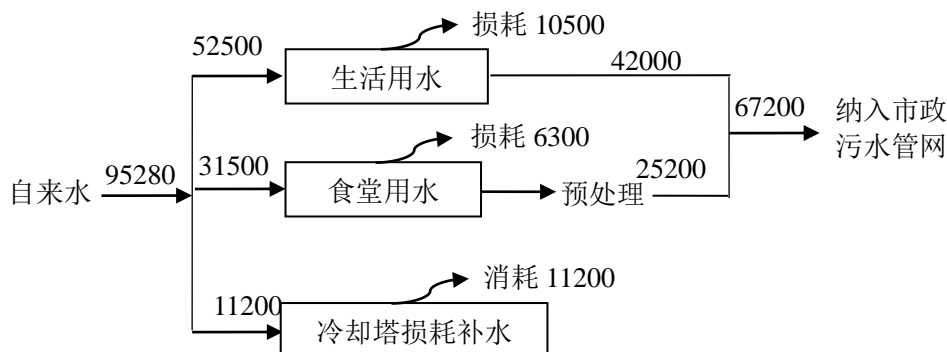 损耗 10500
52500
生活用水
42000
67200
纳入市政
污水管网
损耗 6300
自来水
95280
31500
食堂用水
预处理
25200
消耗 11200
11200
冷却塔损耗补水